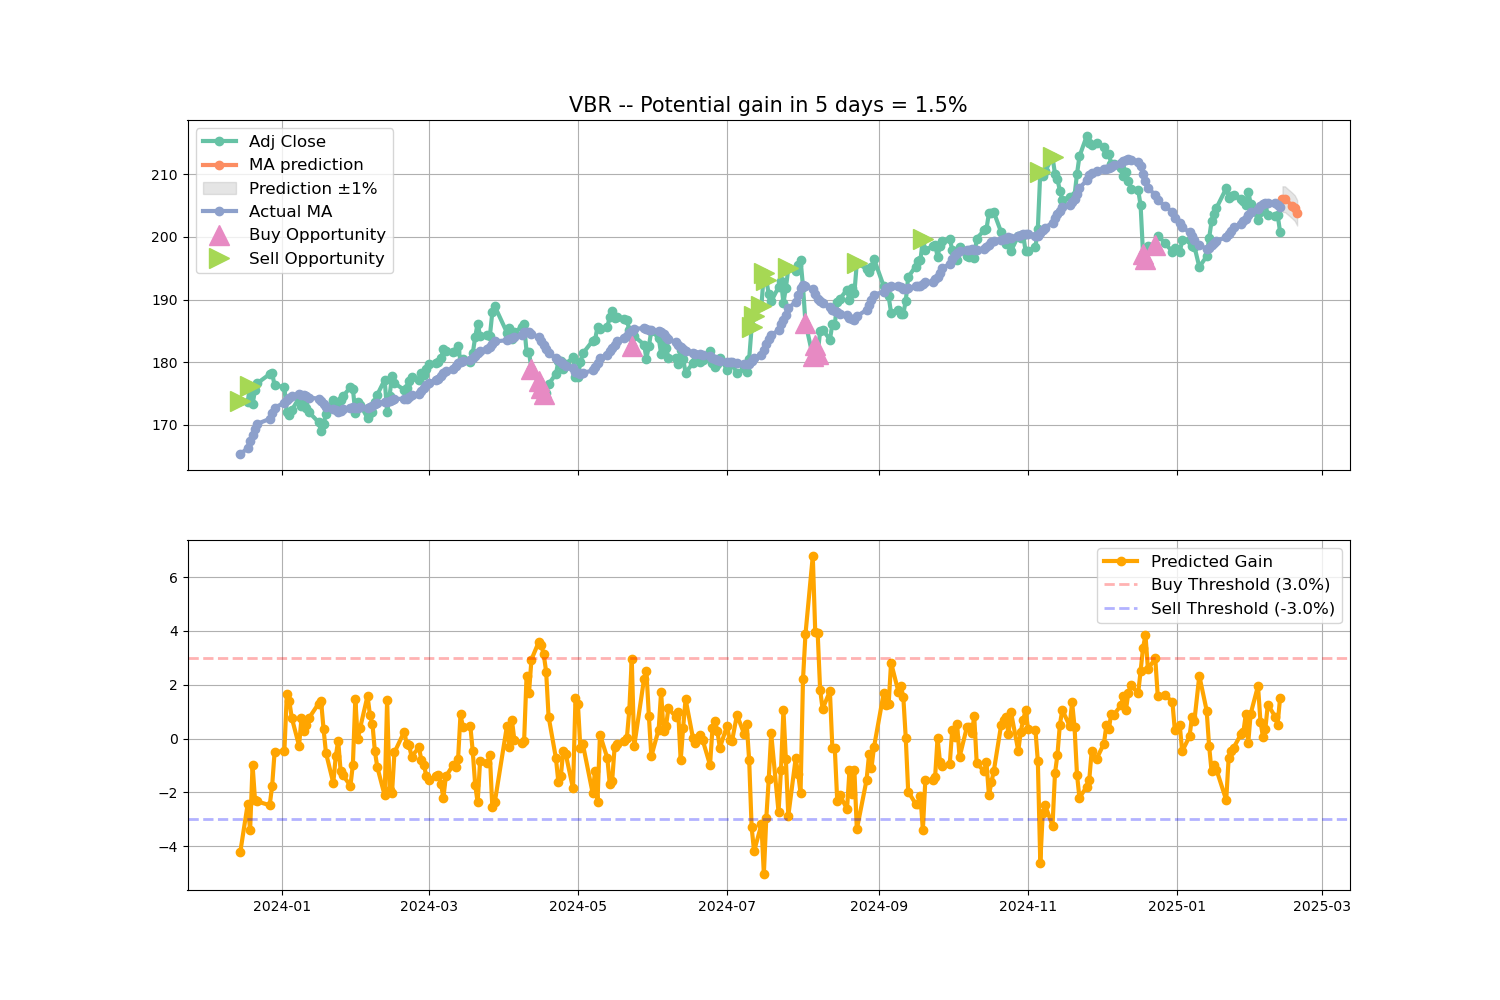 VBR -- Potential gain in 5 days = 1.5%
Adj Close
MA prediction
Prediction ±1%
Actual MA
Buy Opportunity
Sell Opportunity
210
200
190
180
170
Predicted Gain
Buy Threshold (3.0%)
Sell Threshold (-3.0%)
6
4
2
0
−2
−4
2024-01
2024-03
2024-05
2024-07
2024-09
2024-11
2025-01
2025-03